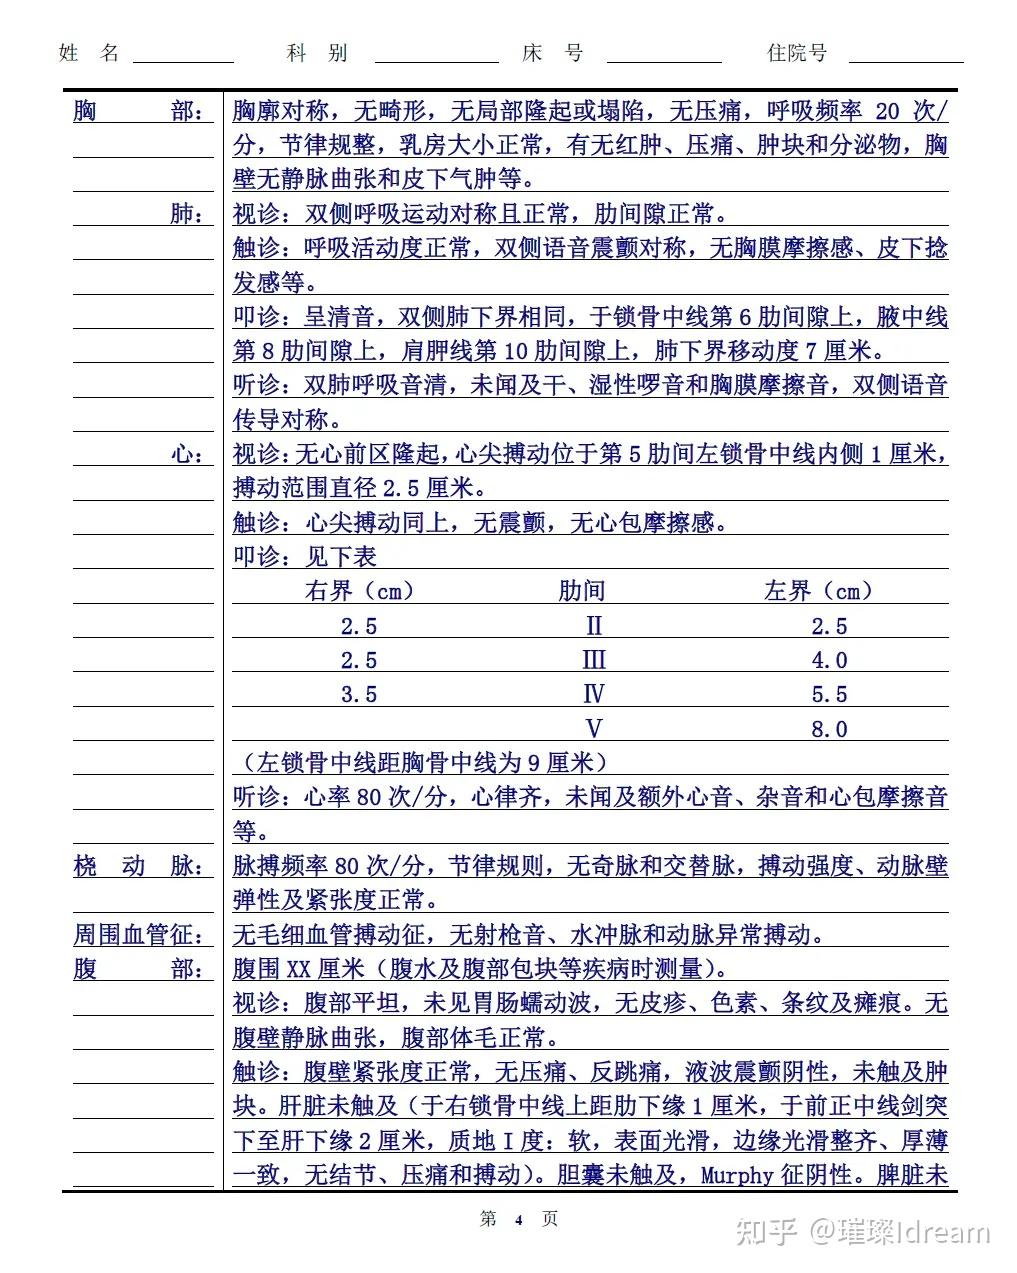 姓 名 科 别 床 号 住院号
胸 部： 胸廓对称，无畸形，无局部隆起或塌陷，无压痛，呼吸频率 20 次/
分，节律规整，乳房大小正常，有无红肿、压痛、肿块和分泌物，胸
壁无静脉曲张和皮下气肿等。
肺： 视诊：双侧呼吸运动对称且正常，肋间隙正常。
触诊：呼吸活动度正常，双侧语音震颤对称，无胸膜摩擦感、皮下捻
发感等。
叩诊：呈清音，双侧肺下界相同，于锁骨中线第 6 肋间隙上，腋中线
第 8 肋间隙上，肩胛线第 10 肋间隙上，肺下界移动度 7 厘米。
听诊：双肺呼吸音清，未闻及干、湿性啰音和胸膜摩擦音，双侧语音
传导对称。
心： 视诊：无心前区隆起，心尖搏动位于第 5 肋间左锁骨中线内侧 1 厘米，
搏动范围直径 2.5 厘米。
触诊：心尖搏动同上，无震颤，无心包摩擦感。
叩诊：见下表
右界（cm） 肋间 左界（cm）
2.5 Ⅱ 2.5
2.5 Ⅲ 4.0
3.5 Ⅳ 5.5
Ⅴ 8.0
（左锁骨中线距胸骨中线为 9 厘米）
听诊：心率 80 次/分，心律齐，未闻及额外心音、杂音和心包摩擦音
等。
桡 动 脉： 脉搏频率 80 次/分，节律规则，无奇脉和交替脉，搏动强度、动脉壁
弹性及紧张度正常。
周围血管征： 无毛细血管搏动征，无射枪音、水冲脉和动脉异常搏动。
腹 部： 腹围 XX 厘米（腹水及腹部包块等疾病时测量）。
视诊：腹部平坦，未见胃肠蠕动波，无皮疹、色素、条纹及瘫痕。无
腹壁静脉曲张，腹部体毛正常。
触诊：腹壁紧张度正常，无压痛、反跳痛，液波震颤阴性，未触及肿
块。肝脏未触及（于右锁骨中线上距肋下缘 1 厘米，于前正中线剑突
下至肝下缘 2 厘米，质地 I 度：软，表面光滑，边缘光滑整齐、厚薄
一致，无结节、压痛和搏动）。胆囊未触及，Murphy 征阴性。脾脏未
第 4 页
知乎 @璀璨Idream